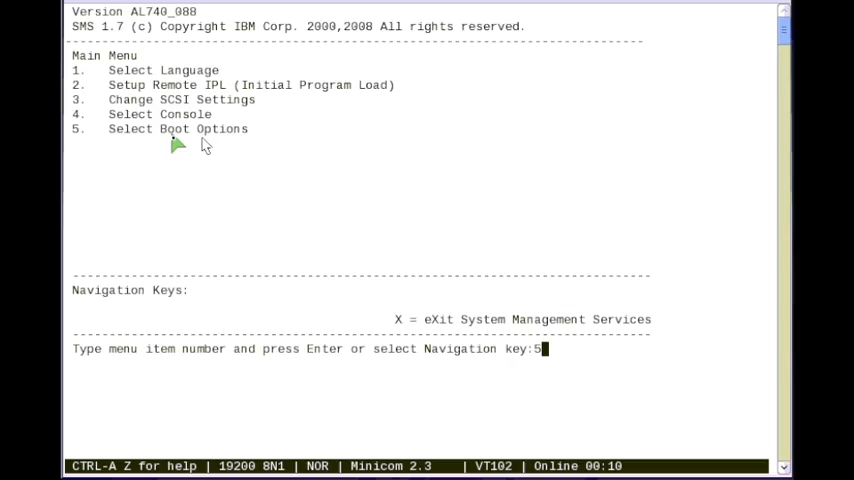 Version AL740_088
SMS 1.7 (c) Copyright IBM Corp. 2000,2008 All rights reserved.
-------------------------------------------------------------------------------
Main Menu
1. Select Language
2. Setup Remote IPL (Initial Program Load)
3. Change SCSI Settings
4. Select Console
5. Select Boot Options
-------------------------------------------------------------------------------
Navigation Keys:
X = eXit System Management Services
-------------------------------------------------------------------------------
Type menu item number and press Enter or select Navigation key:5
CTRL-A Z for help | 19200 8N1 | NOR | Minicom 2.3 | VT102 | Online 00:10